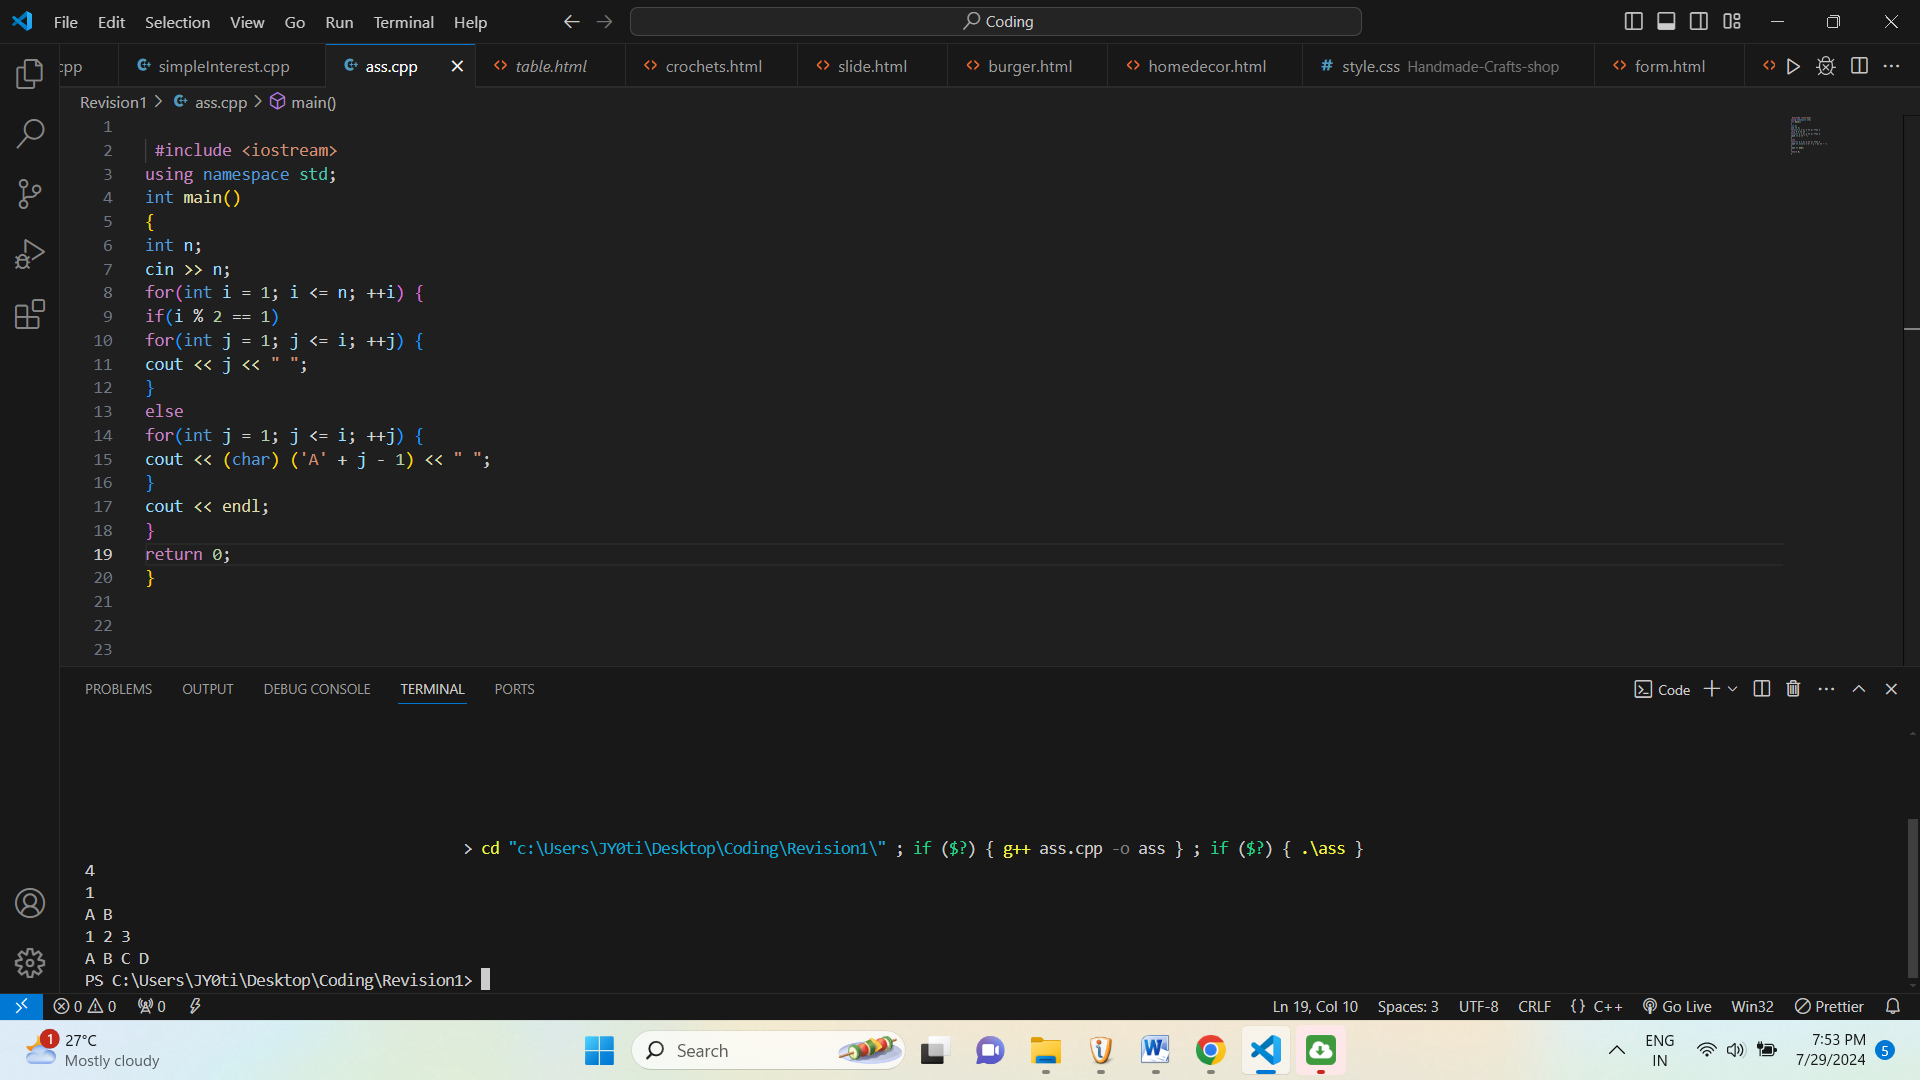 File Edit Selection View Go Run Terminal Help Coding
cpp simpleInterest.cpp ass.cpp table.html crochets.html slide.html burger.html homedecor.html # style.css Handmade-Crafts-shop form.html
Revision1 > ass.cpp > main()
1
2 #include <iostream>
3 using namespace std;
4 int main()
5 {
6 int n;
7 cin >> n;
8 for(int i = 1; i <= n; ++i) {
9 if(i % 2 == 1)
10 for(int j = 1; j <= i; ++j) {
11 cout << j << " ";
12 }
13 else
14 for(int j = 1; j <= i; ++j) {
15 cout << (char) ('A' + j - 1) << " ";
16 }
17 cout << endl;
18 }
19 return 0;
20 }
21
22
23
PROBLEMS OUTPUT DEBUG CONSOLE TERMINAL PORTS Code
> cd "c:\Users\JY0ti\Desktop\Coding\Revision1\" ; if ($?) { g++ ass.cpp -o ass } ; if ($?) { .\ass }
4
1
A B
1 2 3
A B C D
PS C:\Users\JY0ti\Desktop\Coding\Revision1>
0 0 0 Ln 19, Col 10 Spaces: 3 UTF-8 CRLF {} C++ Go Live Win32 Prettier
1 27°C
Mostly cloudy
Search
ENG
IN
7:53 PM
7/29/2024
5